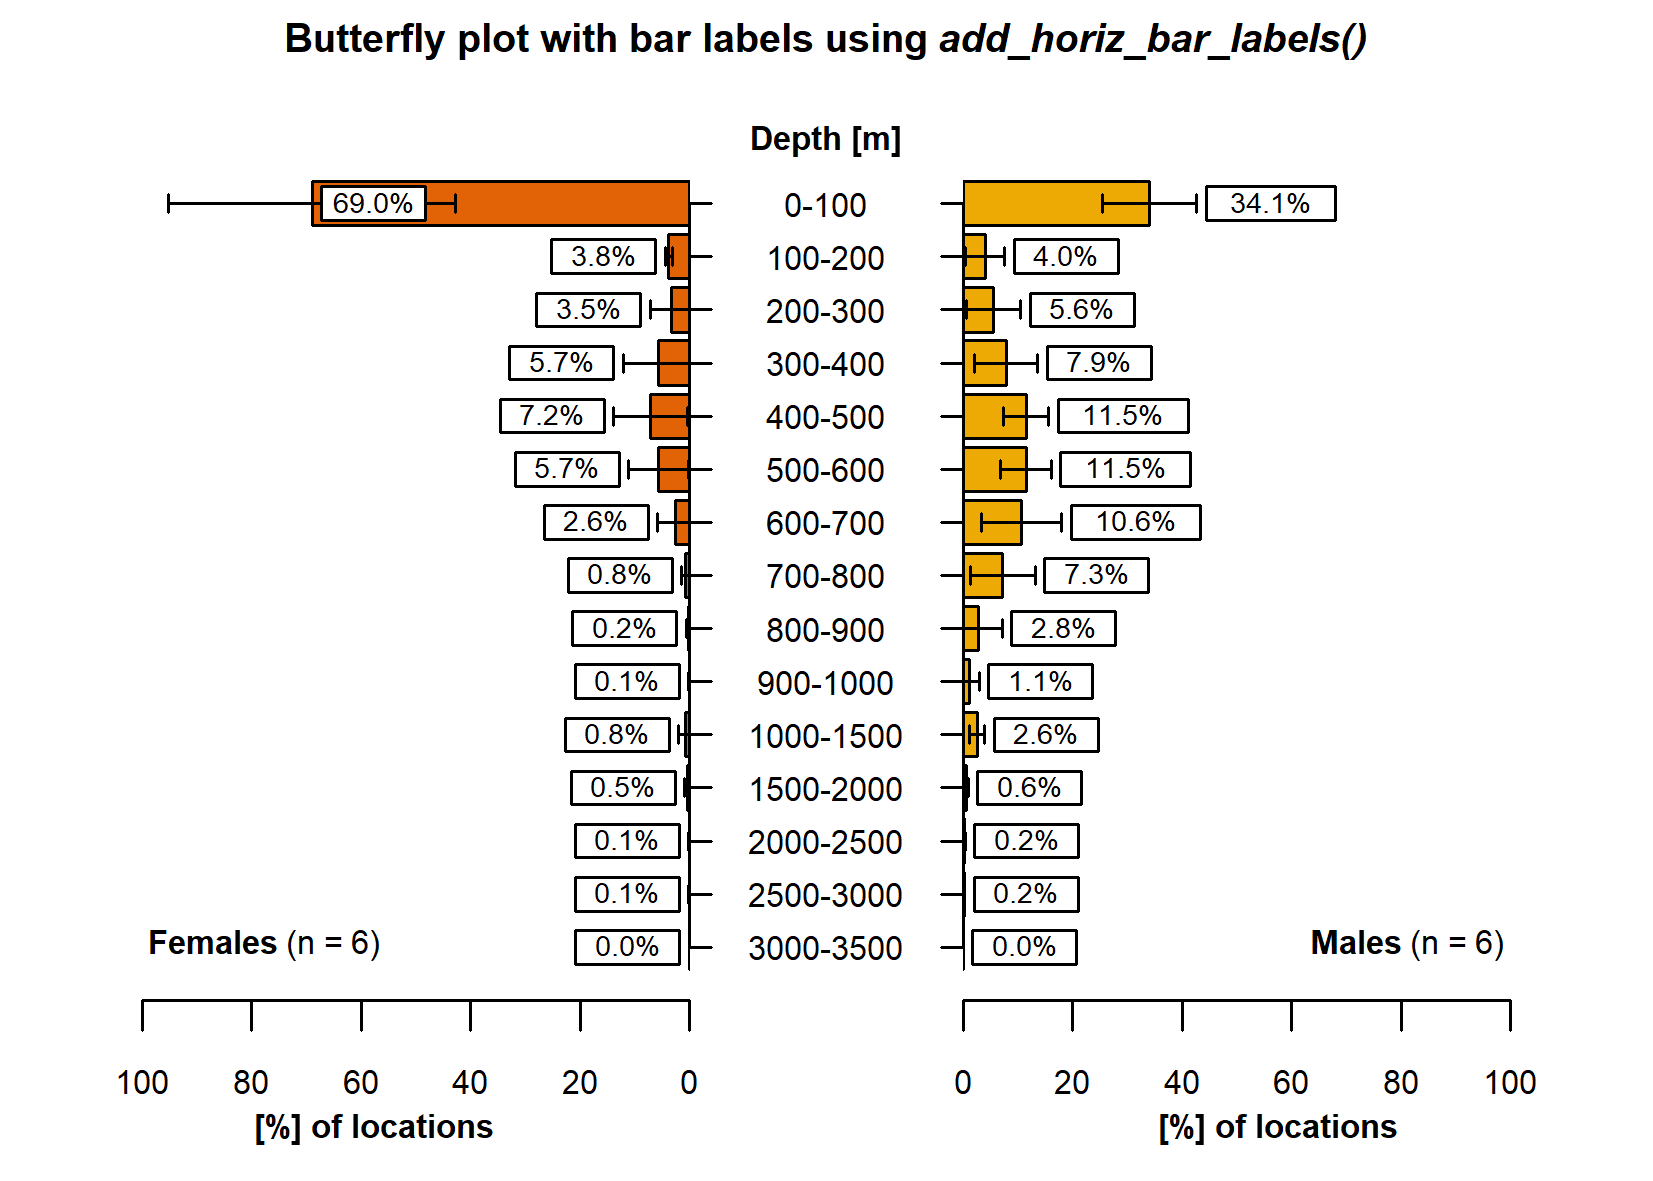 Butterfly plot with bar labels using add_horiz_bar_labels()
Depth [m]
69.0% 0-100 34.1%
3.8% 100-200 4.0%
3.5% 200-300 5.6%
5.7% 300-400 7.9%
7.2% 400-500 11.5%
5.7% 500-600 11.5%
2.6% 600-700 10.6%
0.8% 700-800 7.3%
0.2% 800-900 2.8%
0.1% 900-1000 1.1%
0.8% 1000-1500 2.6%
0.5% 1500-2000 0.6%
0.1% 2000-2500 0.2%
0.1% 2500-3000 0.2%
Females (n = 6) 0.0% 3000-3500 0.0% Males (n = 6)
100 80 60 40 20 0 0 20 40 60 80 100
[%] of locations [%] of locations